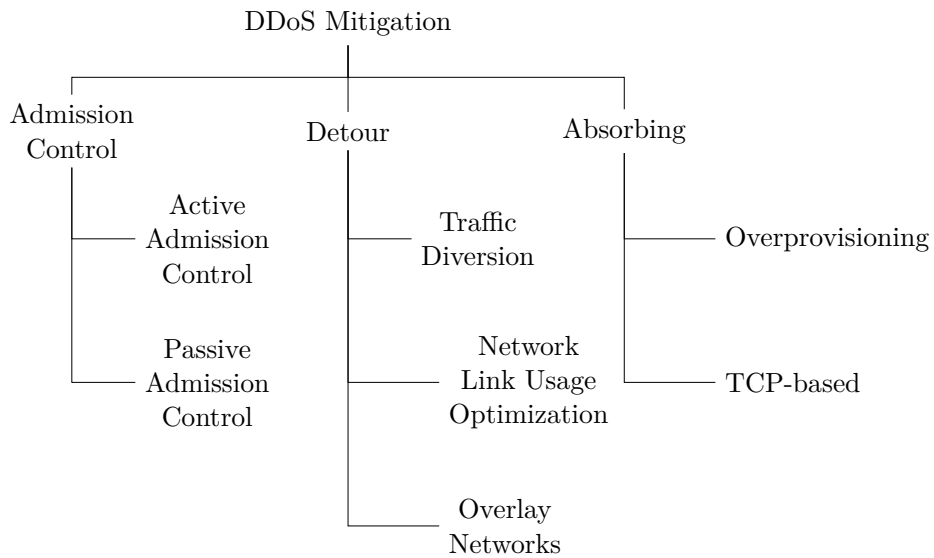 DDoS Mitigation
Admission
Control
Detour
Absorbing
Active
Admission
Control
Traffic
Diversion
Overprovisioning
Passive
Admission
Control
Network
Link Usage
Optimization
TCP-based
Overlay
Networks